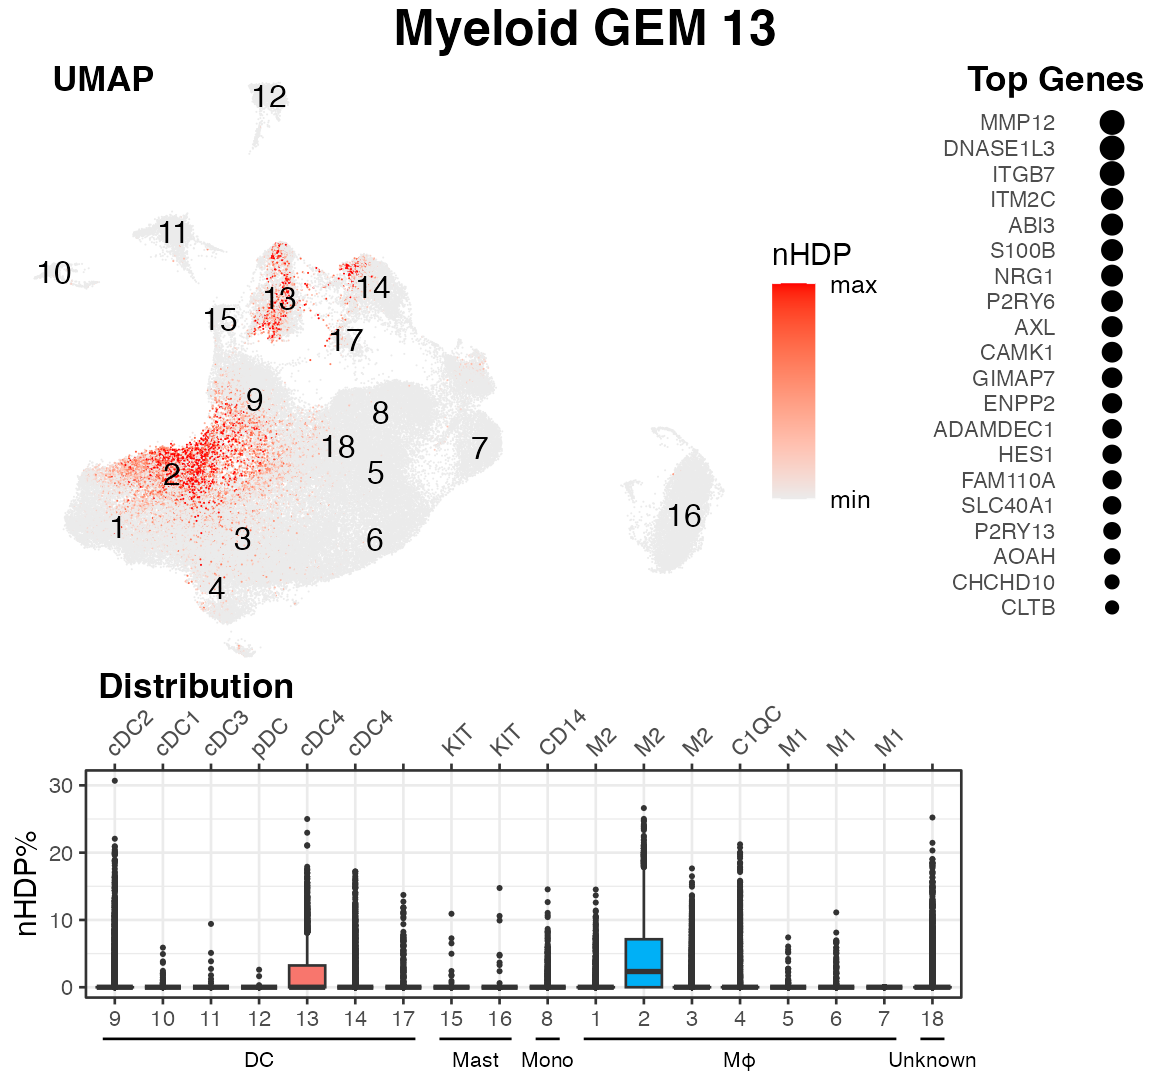 Myeloid GEM 13
UMAP
12
11
10
13
14
15
17
9
8
18
7
2
5
1
3
6
4
16
nHDP
max
min
Top Genes
MMP12
DNASE1L3
ITGB7
ITM2C
ABI3
S100B
NRG1
P2RY6
AXL
CAMK1
GIMAP7
ENPP2
ADAMDEC1
HES1
FAM110A
SLC40A1
P2RY13
AOAH
CHCHD10
CLTB
Distribution
cDC2 cDC1 cDC3 pDC cDC4 cDC4 KIT KIT CD14 M2 M2 M2 C1QC M1 M1 M1
nHDP%
30
20
10
0
9 10 11 12 13 14 17 15 16 8 1 2 3 4 5 6 7 18
DC Mast Mono Mϕ Unknown